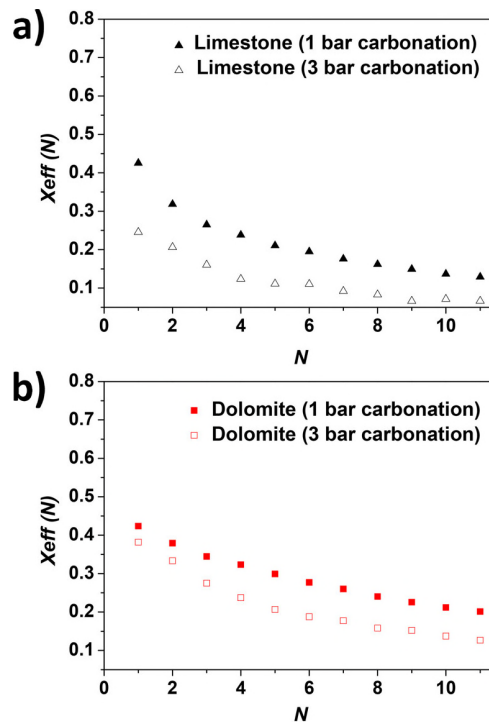 a)
0.8
▲ Limestone (1 bar carbonation)
△ Limestone (3 bar carbonation)
0.7
0.6
0.5
Xeff (N)
0.4
0.3
0.2
0.1
0 2 4 6 8 10
N
b)
0.8
■ Dolomite (1 bar carbonation)
□ Dolomite (3 bar carbonation)
0.7
0.6
0.5
Xeff (N)
0.4
0.3
0.2
0.1
0 2 4 6 8 10
N